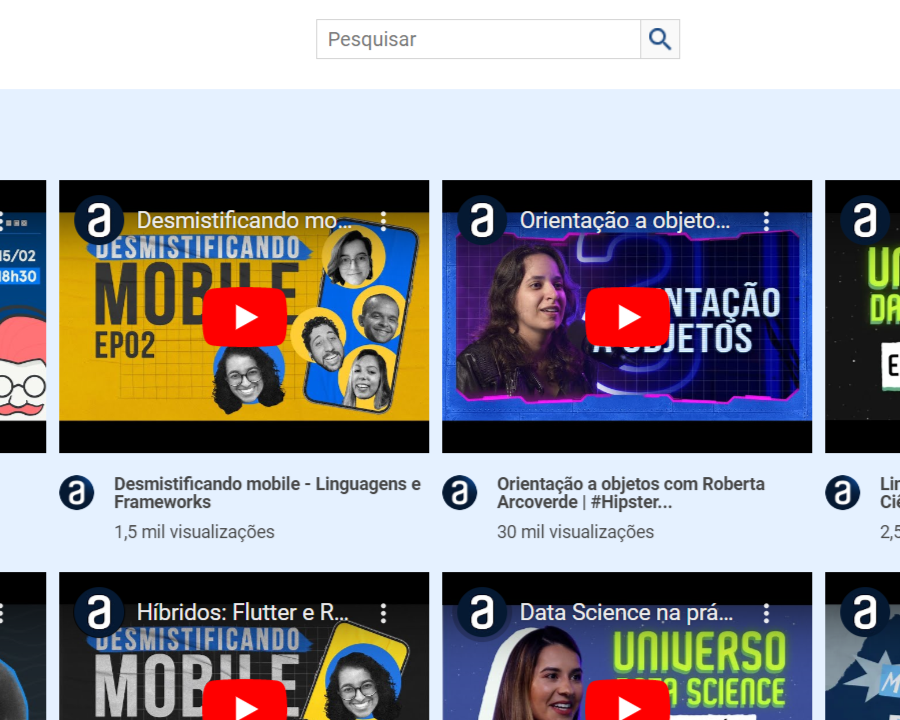 Pesquisar
15/02
18h30
a Desmistificando mo...
DESMISTIFICANDO
MOBILE
EP02
a Orientação a objeto...
3
ORIENTAÇÃO
A OBJETOS
a
UN
DA
E
a Desmistificando mobile - Linguagens e
Frameworks
1,5 mil visualizações
a Orientação a objetos com Roberta
Arcoverde | #Hipster...
30 mil visualizações
a Lin
Ciê
2,5
a Híbridos: Flutter e R...
DESMISTIFICANDO
MOBILE
a Data Science na prá...
UNIVERSO
DATA SCIENCE
a
M